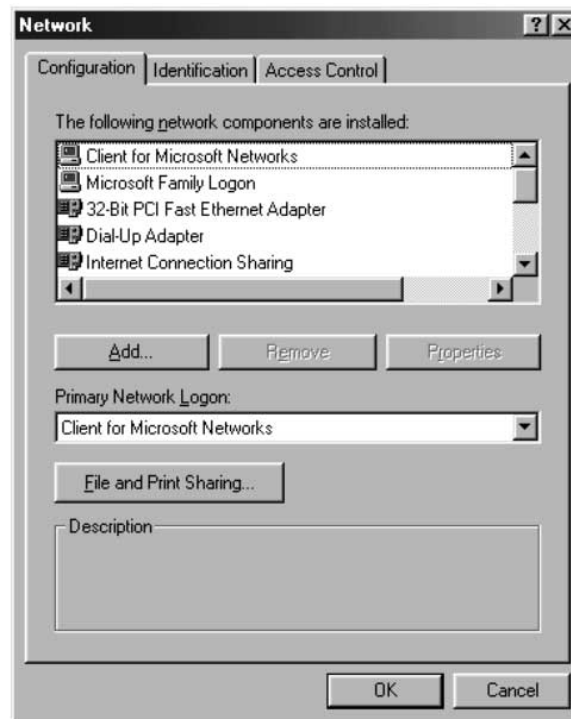 Network
Configuration Identification Access Control
The following network components are installed:
Client for Microsoft Networks
Microsoft Family Logon
32-Bit PCI Fast Ethernet Adapter
Dial-Up Adapter
Internet Connection Sharing
Add... Remove Properties
Primary Network Logon:
Client for Microsoft Networks
File and Print Sharing...
Description
OK Cancel